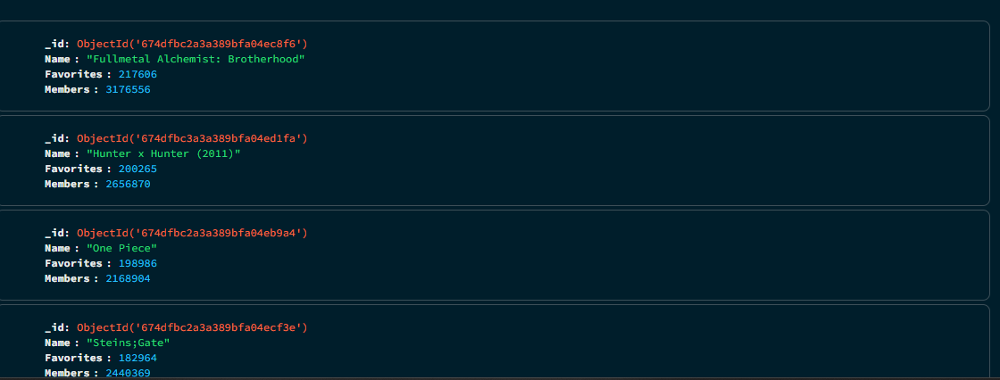 _id: ObjectId('674dfbc2a3a389bfa04ec8f6')
Name : "Fullmetal Alchemist: Brotherhood"
Favorites : 217606
Members : 3176556
_id: ObjectId('674dfbc3a3a389bfa04ed1fa')
Name : "Hunter x Hunter (2011)"
Favorites : 200265
Members : 2656870
_id: ObjectId('674dfbc2a3a389bfa04eb9a4')
Name : "One Piece"
Favorites : 198986
Members : 2168904
_id: ObjectId('674dfbc2a3a389bfa04ecf3e')
Name : "Steins;Gate"
Favorites : 182964
Members : 2440369